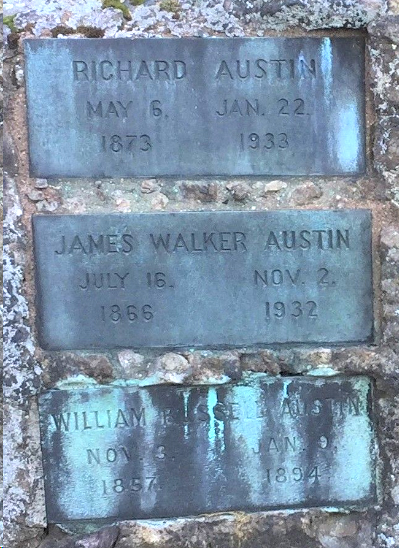 RICHARD AUSTIN
MAY 6. JAN. 22.
1873 1933
JAMES WALKER AUSTIN
JULY 16. NOV. 2.
1866 1932
WILLIAM RUSSELL AUSTIN
NOV. 3. JAN. 9.
1857 1894